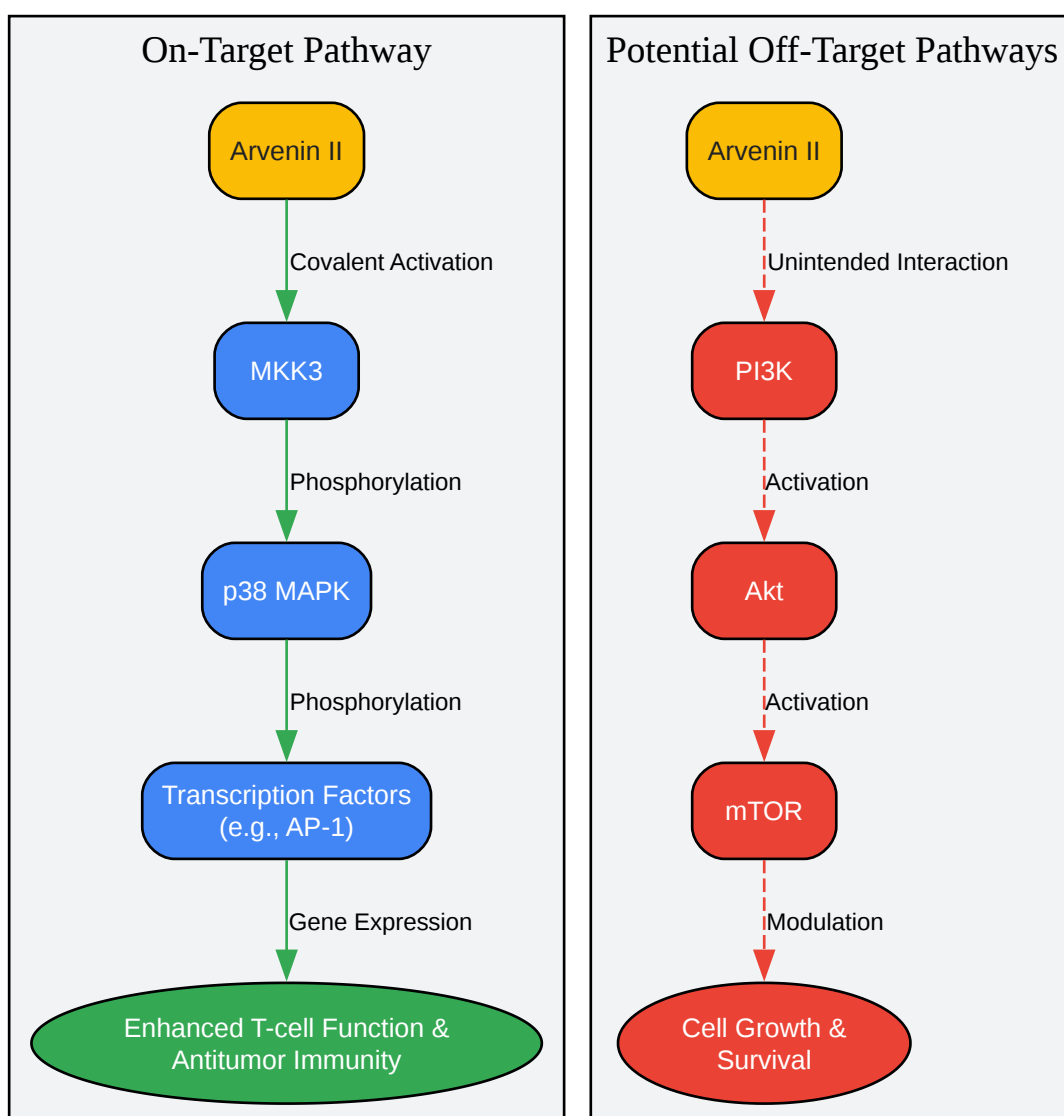 On-Target Pathway
Arvenin II
Covalent Activation
MKK3
Phosphorylation
p38 MAPK
Phosphorylation
Transcription Factors
(e.g., AP-1)
Gene Expression
Enhanced T-cell Function &
Antitumor Immunity
Potential Off-Target Pathways
Arvenin II
Unintended Interaction
PI3K
Activation
Akt
Activation
mTOR
Modulation
Cell Growth &
Survival